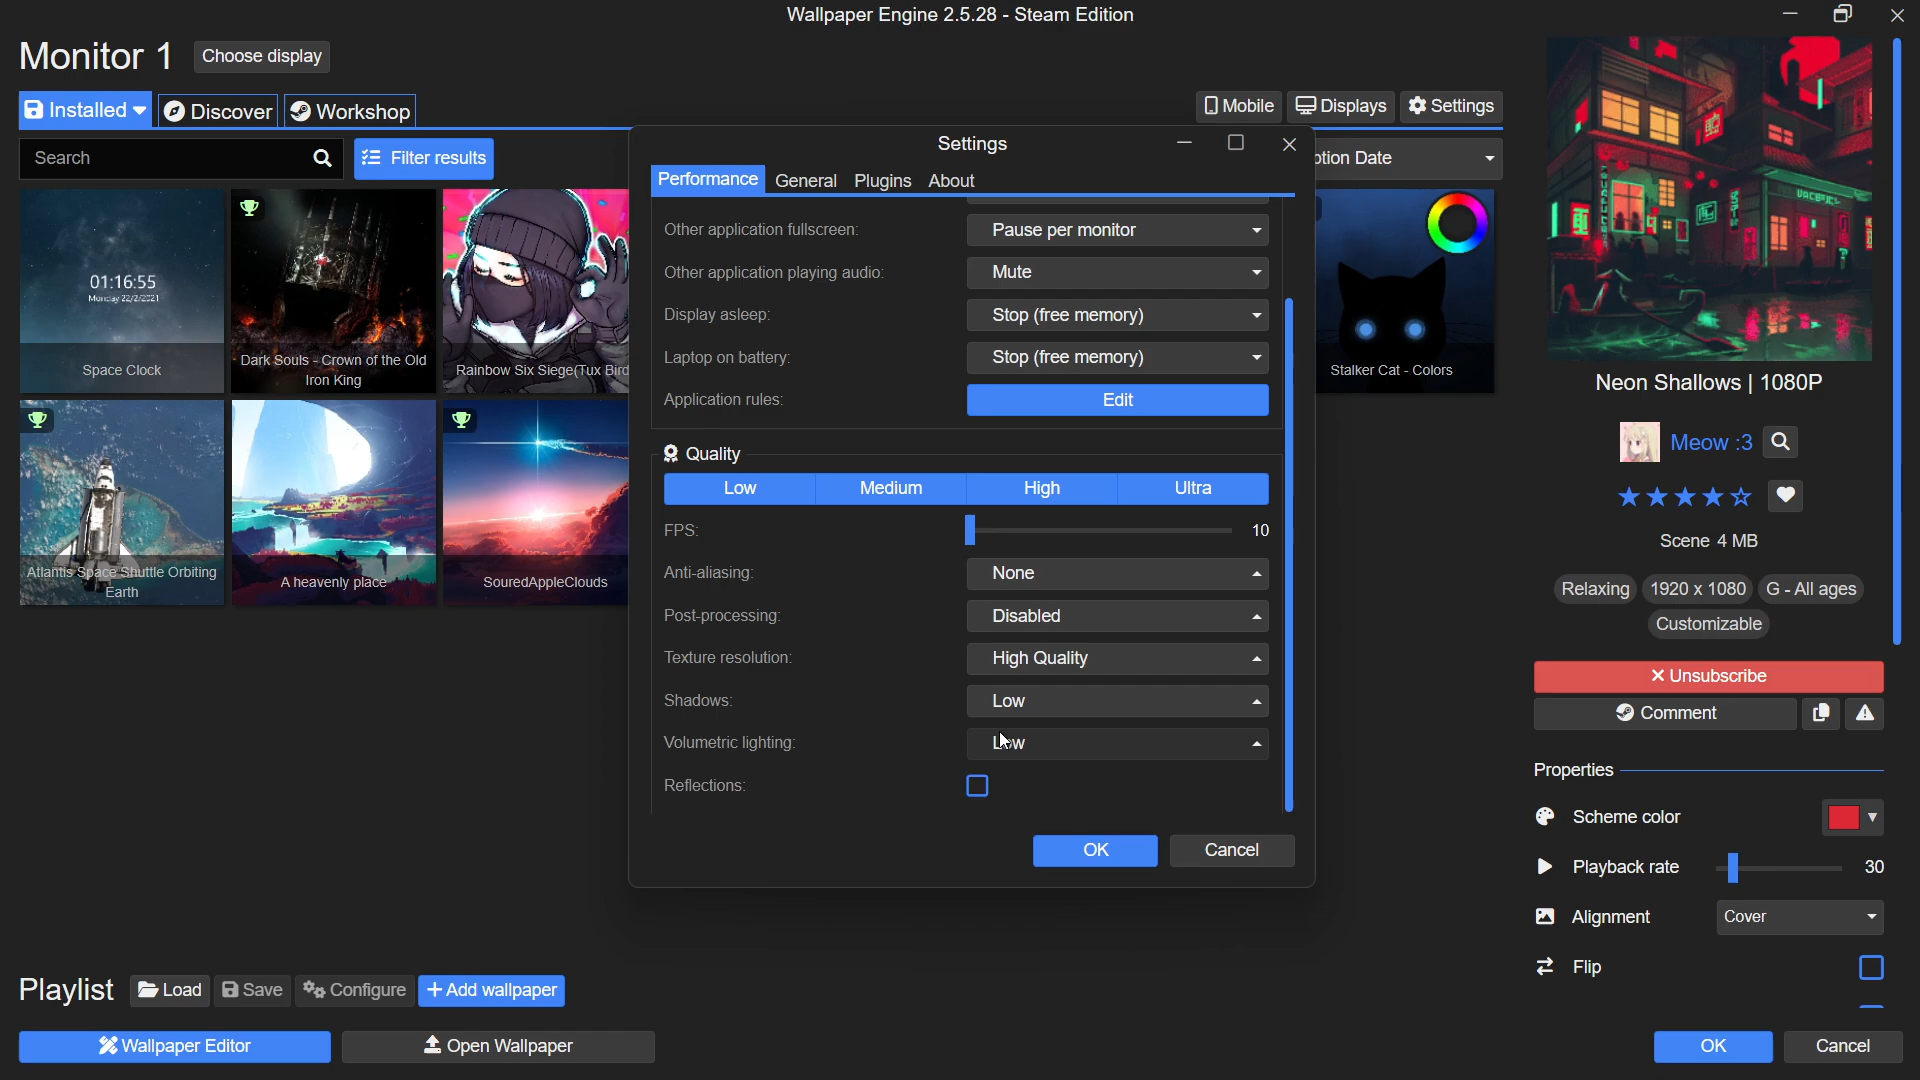 Wallpaper Engine 2.5.28 - Steam Edition
Monitor 1
Choose display
Installed
Discover
Workshop
Mobile
Displays
Settings
Search
Filter results
ption Date
01:16:55
Monday 22/2/2021
Space Clock
Dark Souls - Crown of the Old
Iron King
Rainbow Six Siege(Tux Bird
Stalker Cat - Colors
Atlantis Space Shuttle Orbiting
Earth
A heavenly place
SouredAppleClouds
Settings
Performance
General
Plugins
About
Other application fullscreen:
Pause per monitor
Other application playing audio:
Mute
Display asleep:
Stop (free memory)
Laptop on battery:
Stop (free memory)
Application rules:
Edit
Quality
Low
Medium
High
Ultra
FPS:
10
Anti-aliasing:
None
Post-processing:
Disabled
Texture resolution:
High Quality
Shadows:
Low
Volumetric lighting:
Low
Reflections:
OK
Cancel
Neon Shallows | 1080P
Meow :3
Scene 4 MB
Relaxing
1920 x 1080
G - All ages
Customizable
Unsubscribe
Comment
Properties
Scheme color
Playback rate
30
Alignment
Cover
Flip
Playlist
Load
Save
Configure
Add wallpaper
Wallpaper Editor
Open Wallpaper
OK
Cancel